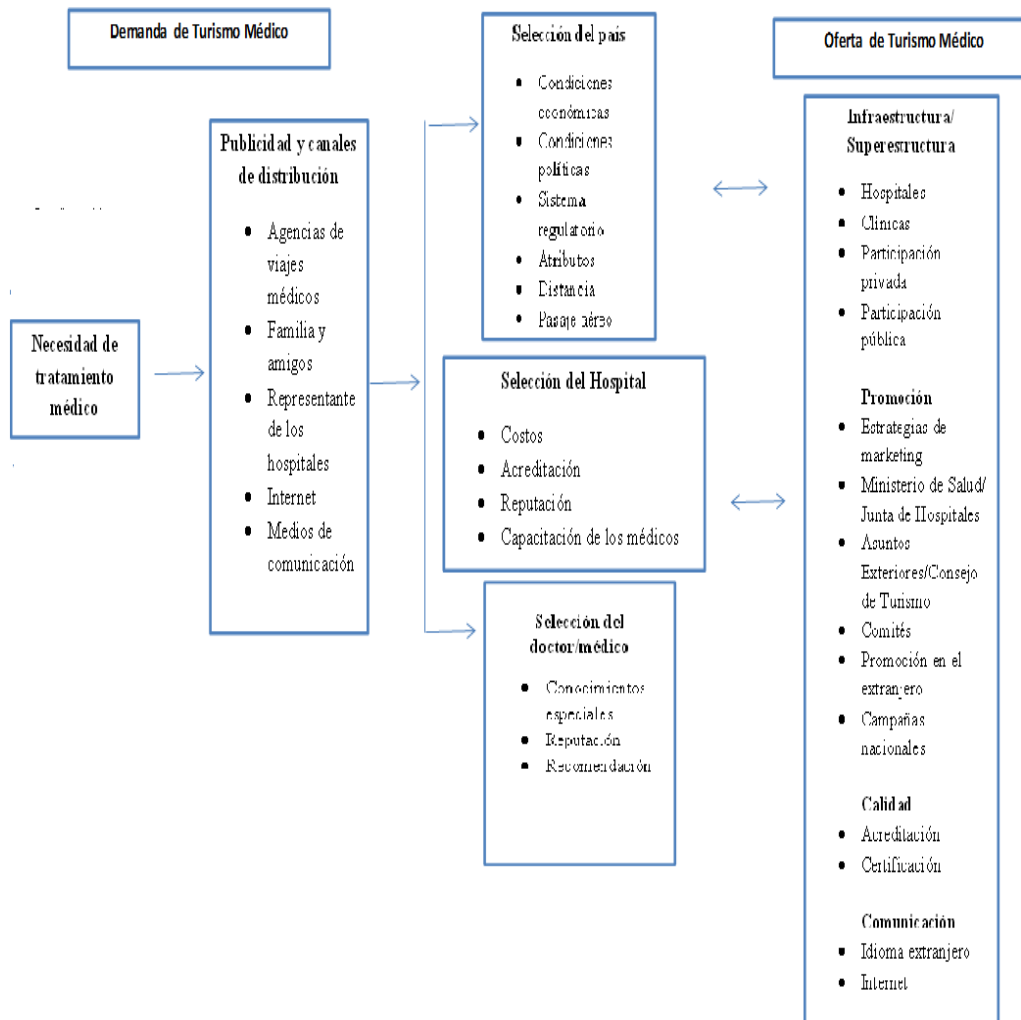 Demanda de Turismo Médico
Oferta de Turismo Médico
Necesidad de
tratamiento
médico
Publicidad y canales
de distribución
Agencias de
viajes
médicos
Familia y
amigos
Representante
de los
hospitales
Internet
Medios de
comunicación
Selección del país
Condiciones
económicas
Condiciones
políticas
Sistema
regulatorio
Atributos
Distancia
Pasaje aéreo
Selección del Hospital
Costos
Acreditación
Reputación
Capacitación de los médicos
Selección del
doctor/médico
Conocimientos
especiales
Reputación
Recomendación
Infraestructura/
Superestructura
Hospitales
Clínicas
Participación
privada
Participación
pública
Promoción
Estrategias de
marketing
Ministerio de Salud/
Junta de Hospitales
Asuntos
Exteriores/Consejo
de Turismo
Comités
Promoción en el
extranjero
Campañas
nacionales
Calidad
Acreditación
Certificación
Comunicación
Idioma extranjero
Internet